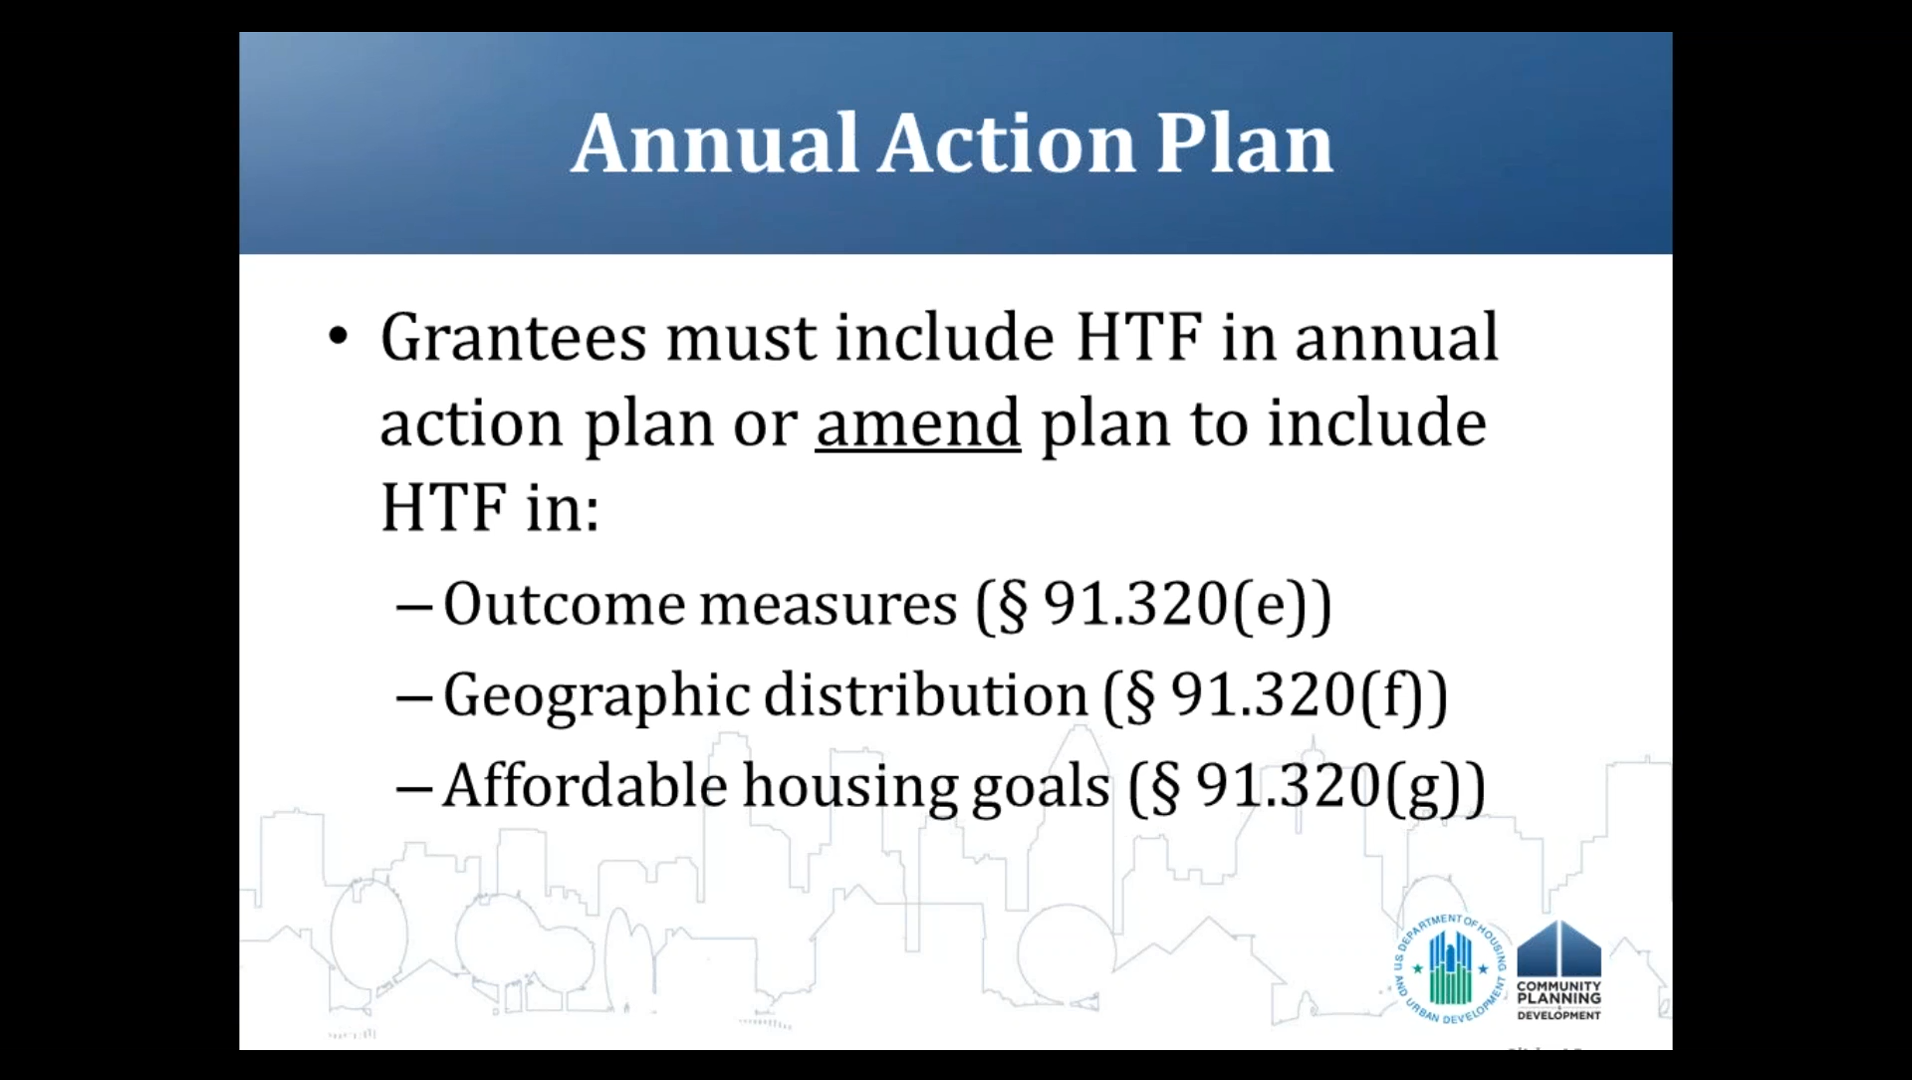 Annual Action Plan
• Grantees must include HTF in annual
action plan or amend plan to include
HTF in:
– Outcome measures (§ 91.320(e))
– Geographic distribution (§ 91.320(f))
– Affordable housing goals (§ 91.320(g))
US DEPARTMENT OF HOUSING
AND URBAN DEVELOPMENT
COMMUNITY
PLANNING
DEVELOPMENT